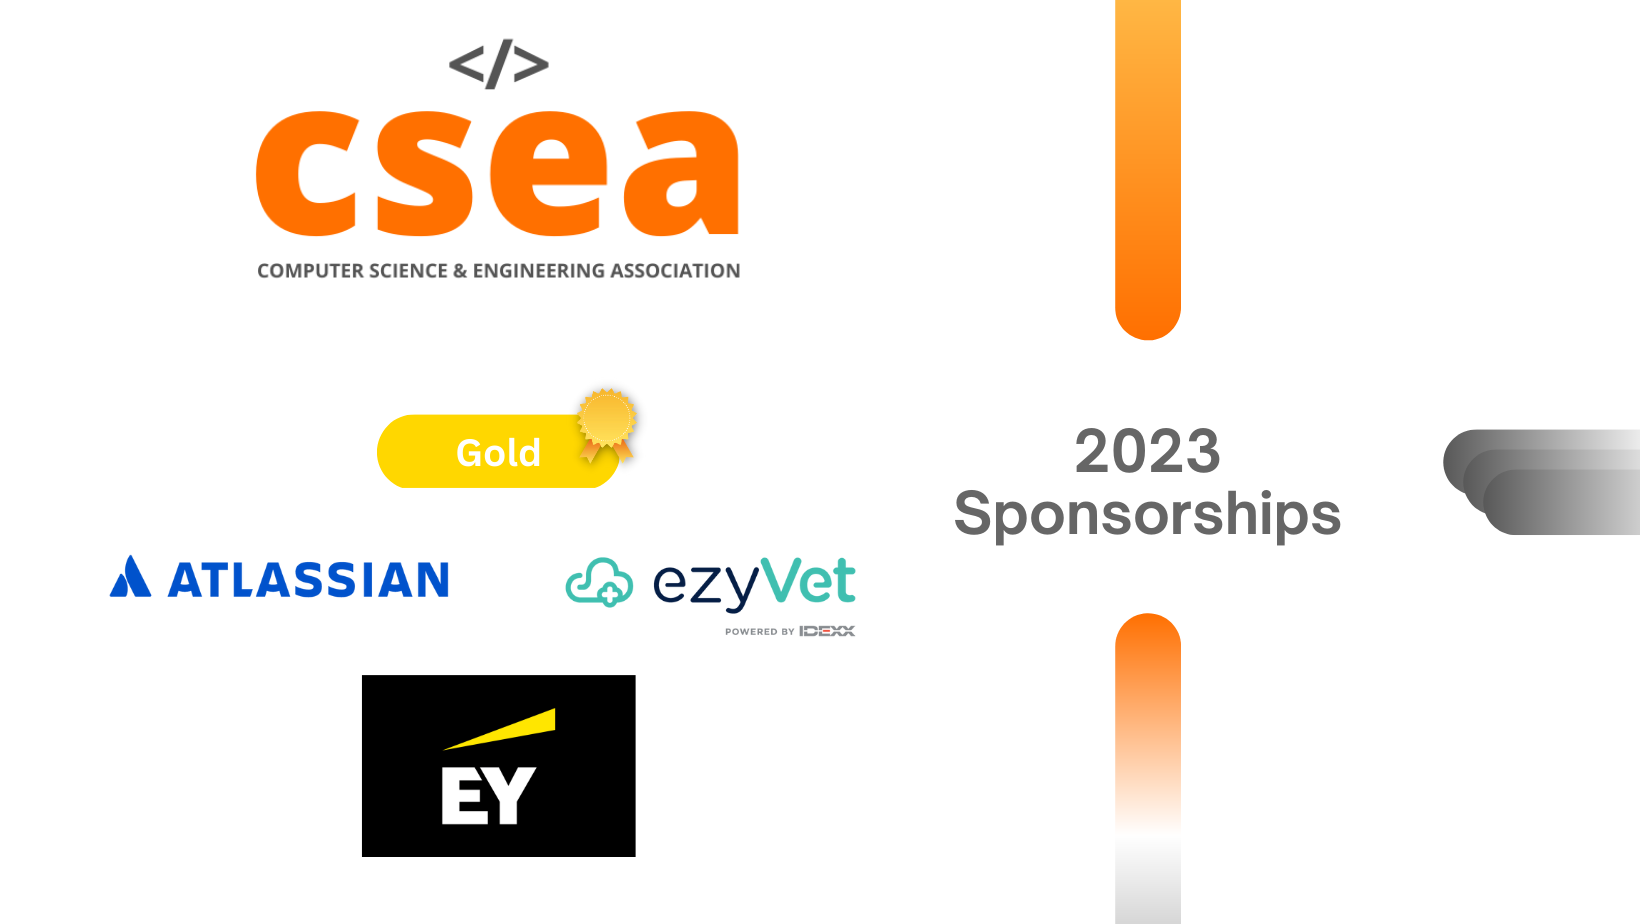 </>
csea
COMPUTER SCIENCE & ENGINEERING ASSOCIATION
Gold
ATLASSIAN
ezyVet
POWERED BY IDEXX
EY
2023
Sponsorships